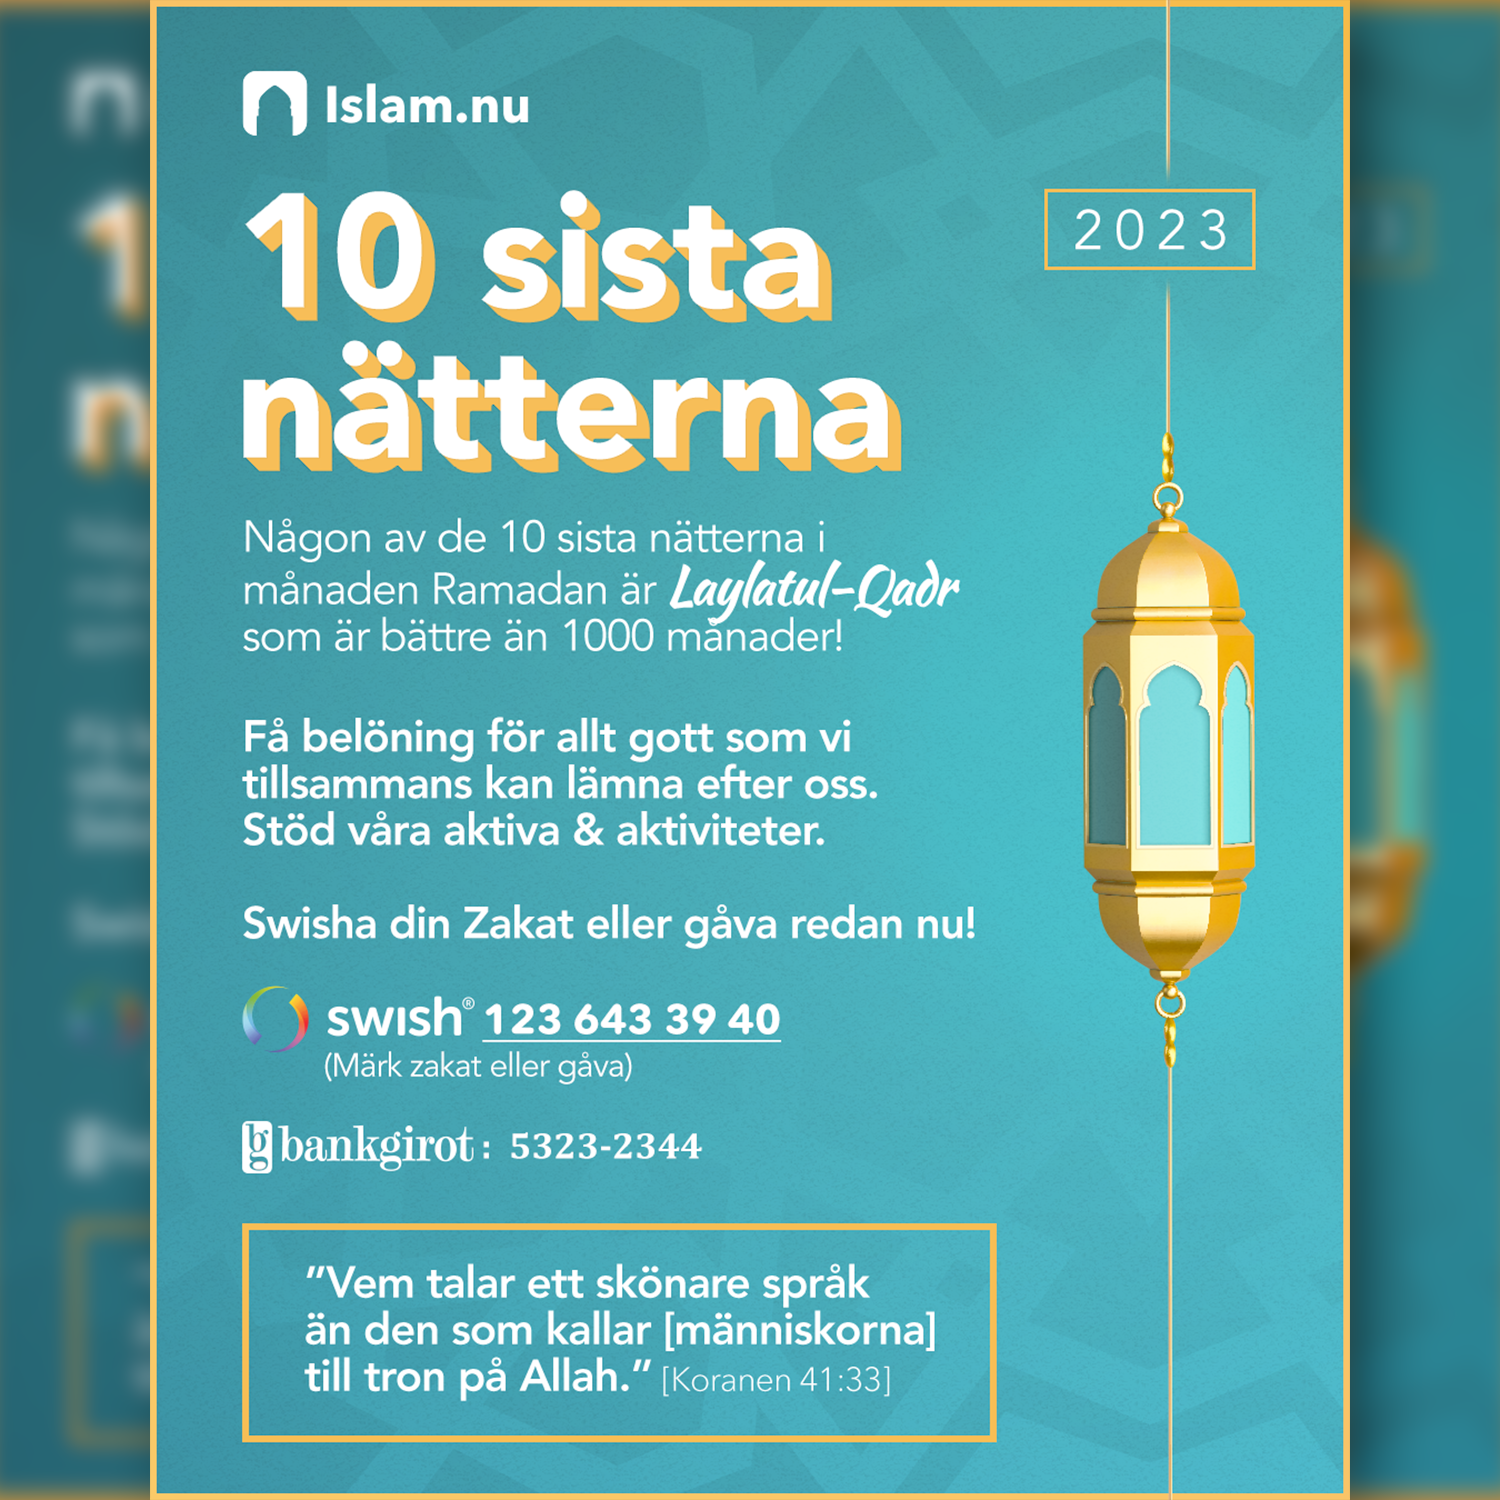 Islam.nu
2023
10 sista
nätterna
Någon av de 10 sista nätterna i
månaden Ramadan är Laylatul-Qadr
som är bättre än 1000 månader!
Få belöning för allt gott som vi
tillsammans kan lämna efter oss.
Stöd våra aktiva & aktiviteter.
Swisha din Zakat eller gåva redan nu!
swish® 123 643 39 40
(Märk zakat eller gåva)
bg bankgirot: 5323-2344
”Vem talar ett skönare språk
än den som kallar [människorna]
till tron på Allah.” [Koranen 41:33]